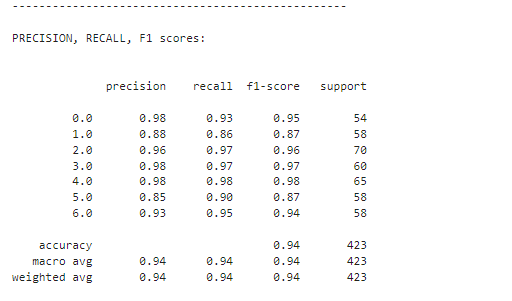 --------------------------------------------------
PRECISION, RECALL, F1 scores:
precision recall f1-score support
0.0 0.98 0.93 0.95 54
1.0 0.88 0.86 0.87 58
2.0 0.96 0.97 0.96 70
3.0 0.98 0.97 0.97 60
4.0 0.98 0.98 0.98 65
5.0 0.85 0.90 0.87 58
6.0 0.93 0.95 0.94 58
accuracy 0.94 423
macro avg 0.94 0.94 0.94 423
weighted avg 0.94 0.94 0.94 423